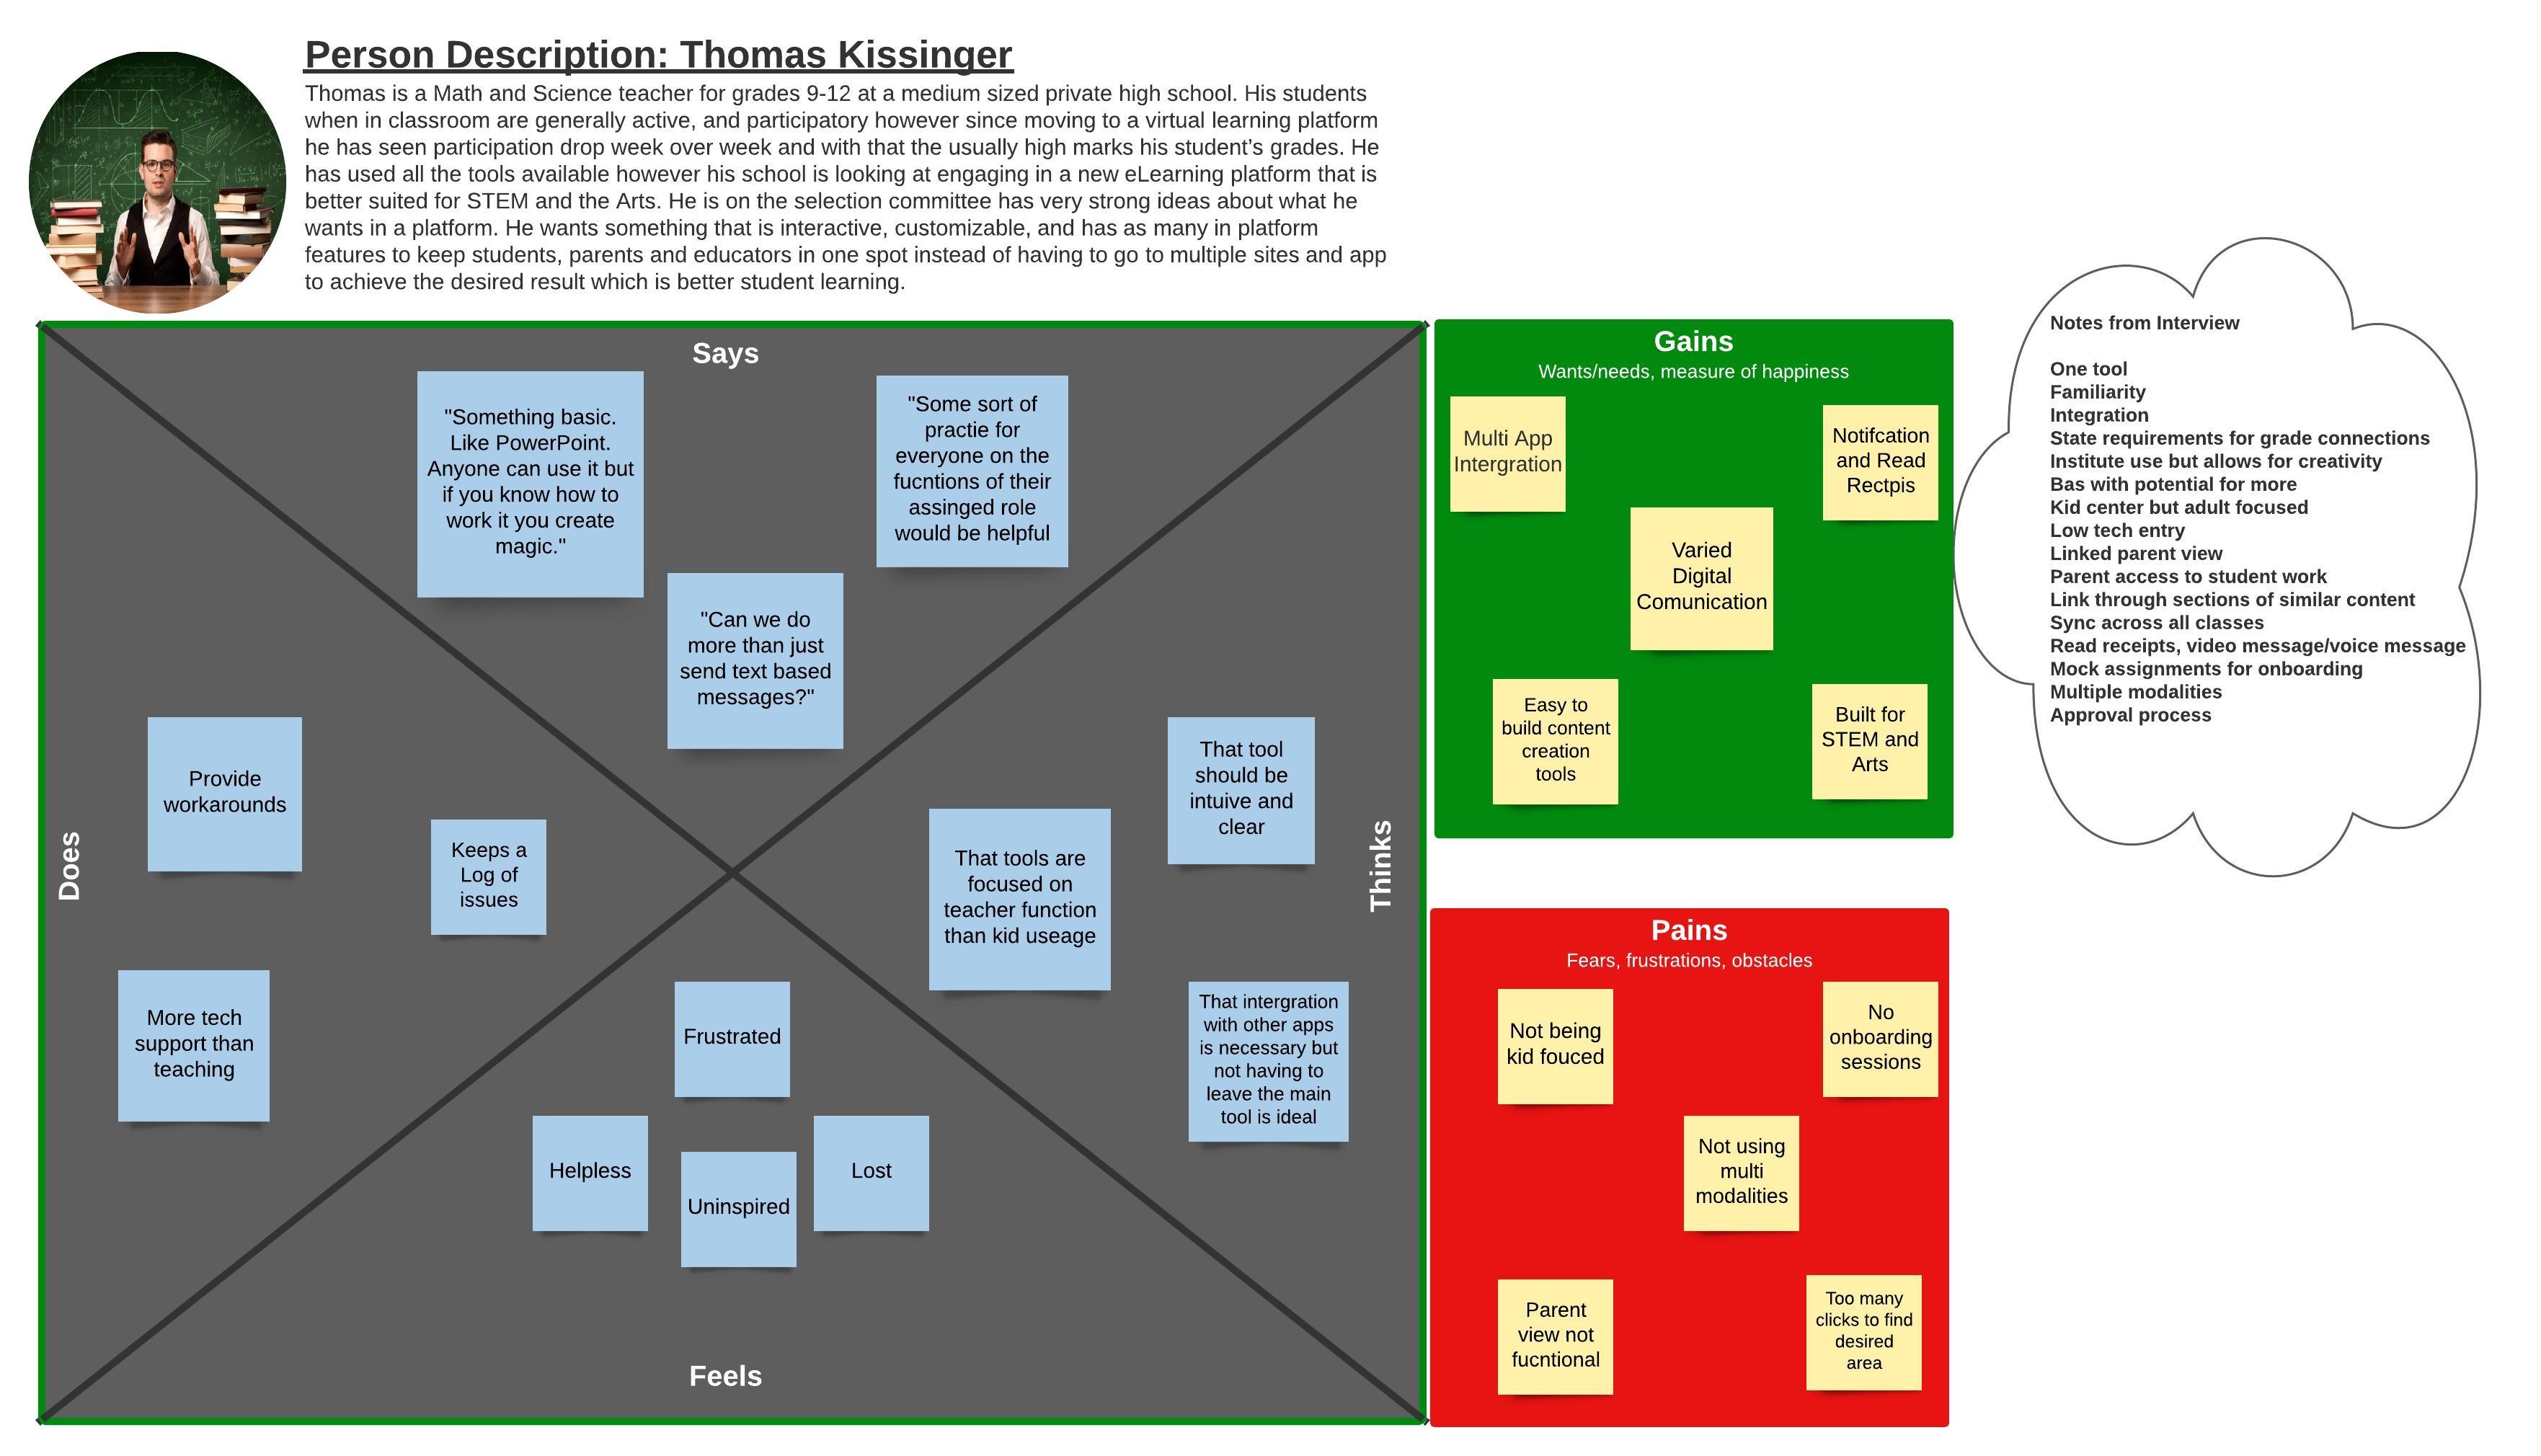 Person Description: Thomas Kissinger
Thomas is a Math and Science teacher for grades 9-12 at a medium sized private high school. His students
when in classroom are generally active, and participatory however since moving to a virtual learning platform
he has seen participation drop week over week and with that the usually high marks his student’s grades. He
has used all the tools available however his school is looking at engaging in a new eLearning platform that is
better suited for STEM and the Arts. He is on the selection committee has very strong ideas about what he
wants in a platform. He wants something that is interactive, customizable, and has as many in platform
features to keep students, parents and educators in one spot instead of having to go to multiple sites and app
to achieve the desired result which is better student learning.
Says
"Something basic.
Like PowerPoint.
Anyone can use it but
if you know how to
work it you create
magic."
"Some sort of
practie for
everyone on the
fucntions of their
assinged role
would be helpful
"Can we do
more than just
send text based
messages?"
Does
Provide
workarounds
Keeps a
Log of
issues
More tech
support than
teaching
Thinks
That tool
should be
intuive and
clear
That tools are
focused on
teacher function
than kid useage
That intergration
with other apps
is necessary but
not having to
leave the main
tool is ideal
Frustrated
Helpless
Uninspired
Lost
Feels
Gains
Wants/needs, measure of happiness
Multi App
Intergration
Notifcation
and Read
Rectpis
Varied
Digital
Comunication
Easy to
build content
creation
tools
Built for
STEM and
Arts
Pains
Fears, frustrations, obstacles
Not being
kid fouced
No
onboarding
sessions
Not using
multi
modalities
Parent
view not
fucntional
Too many
clicks to find
desired
area
Notes from Interview
One tool
Familiarity
Integration
State requirements for grade connections
Institute use but allows for creativity
Bas with potential for more
Kid center but adult focused
Low tech entry
Linked parent view
Parent access to student work
Link through sections of similar content
Sync across all classes
Read receipts, video message/voice message
Mock assignments for onboarding
Multiple modalities
Approval process